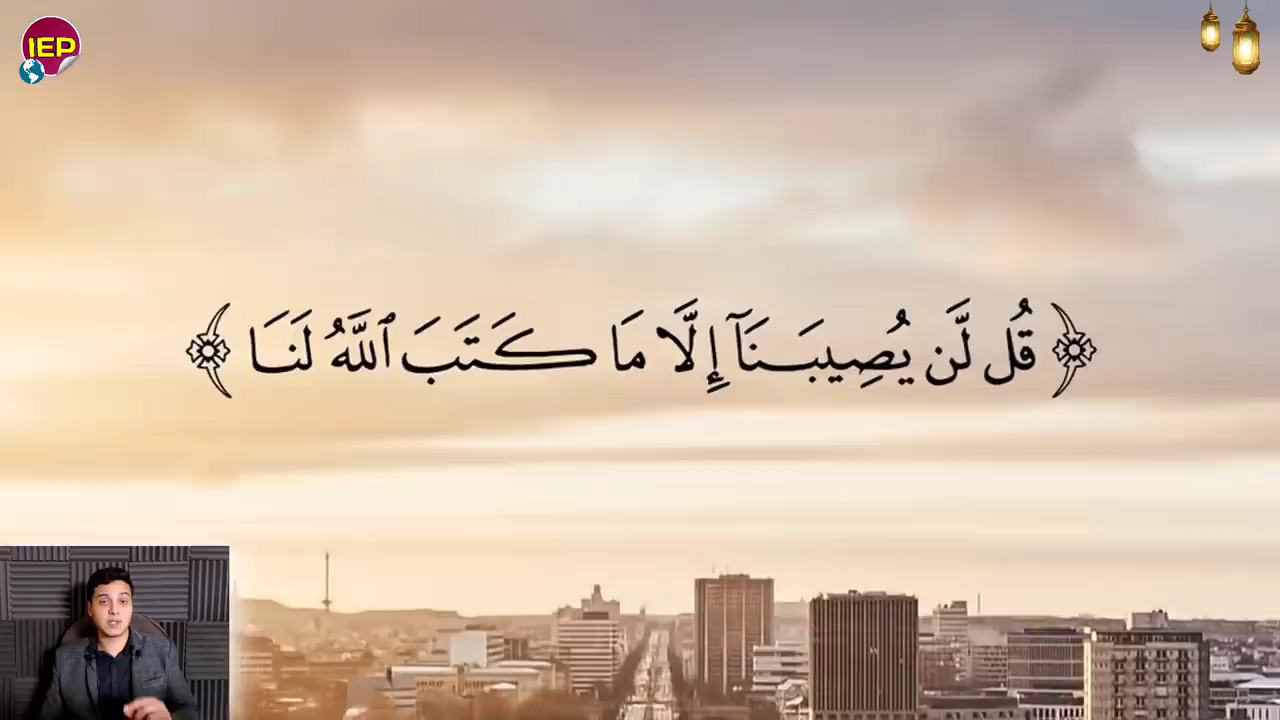 IEP
﴿ قُل لَّن يُصِيبَنَآ إِلَّا مَا كَتَبَ ٱللَّهُ لَنَا ﴾